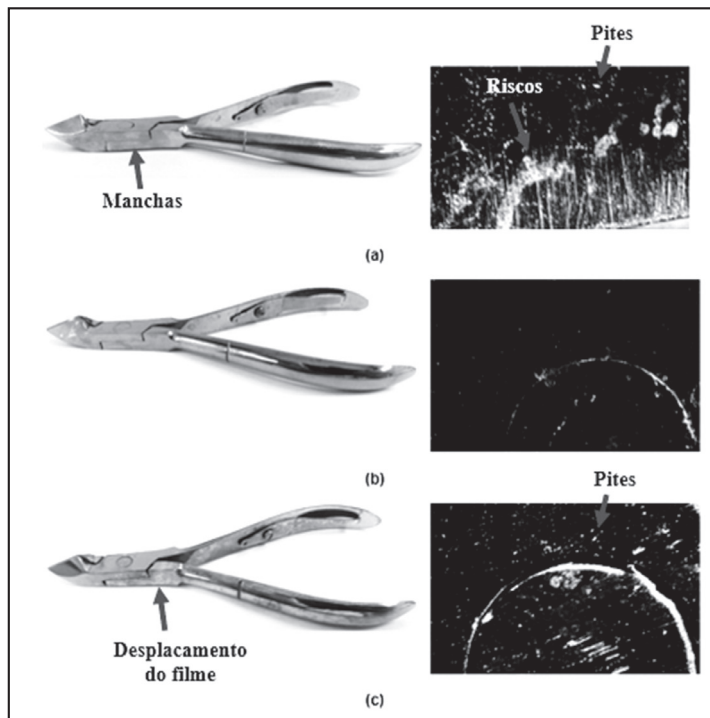 Pites
Riscos
Manchas
(a)
(b)
Pites
Desplacamento
do filme
(c)